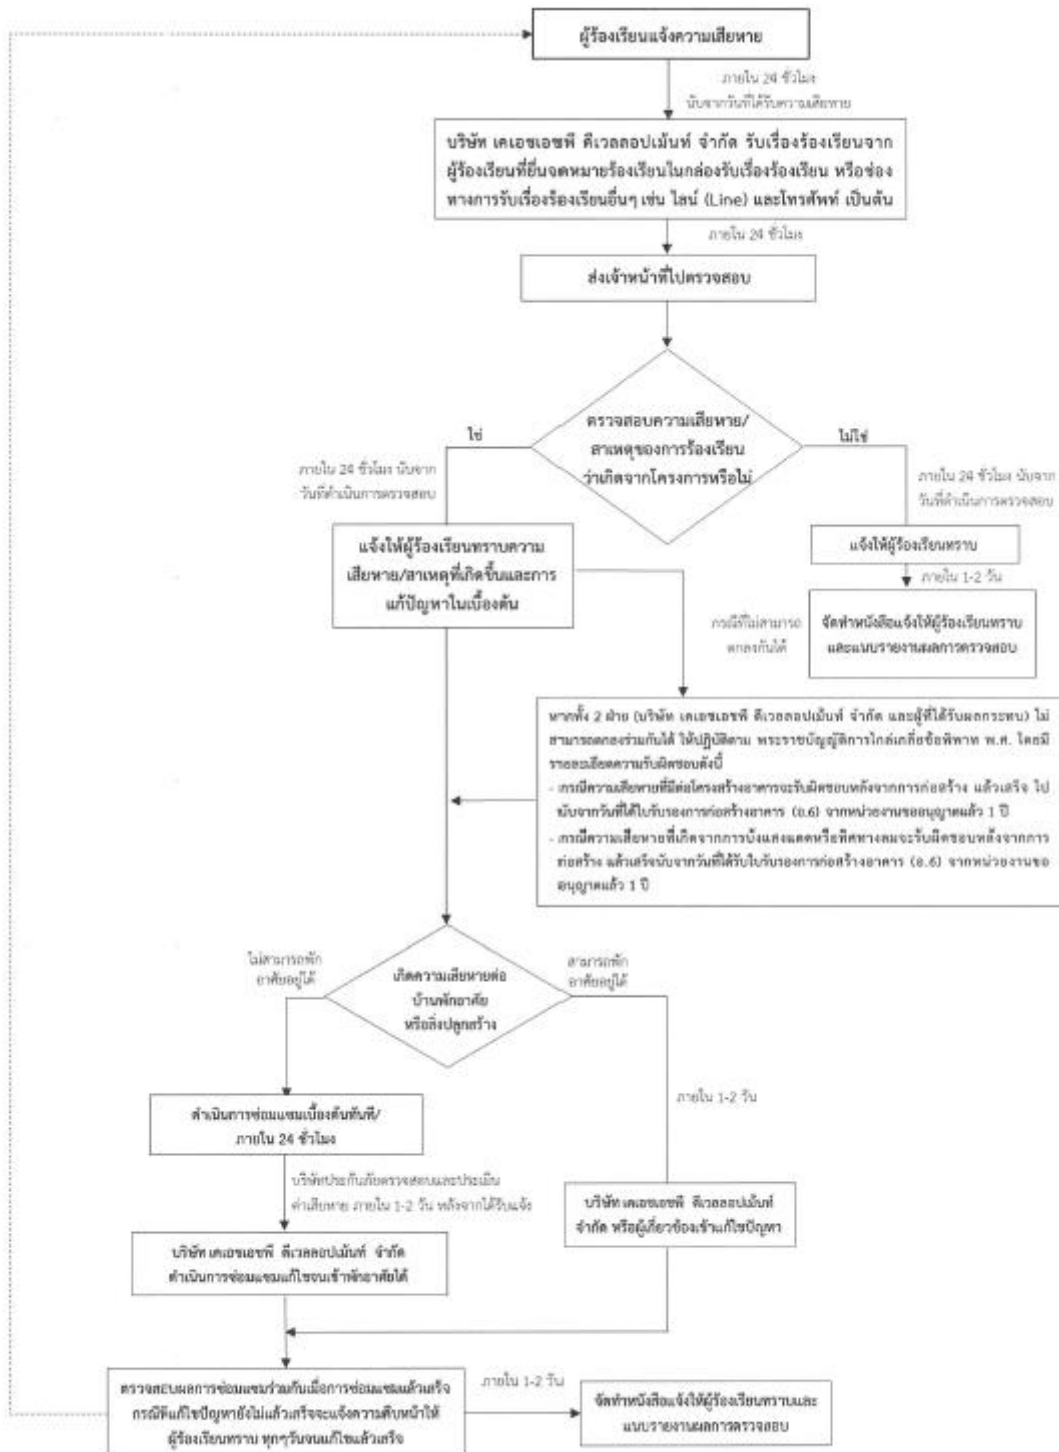 ผู้ร้องเรียนแจ้งความเสียหาย
ภายใน 24 ชั่วโมง
นับจากวันที่ได้รับความเสียหาย
บริษัท เคเอชเอชพี ดีเวลลอปเม้นท์ จำกัด รับเรื่องร้องเรียนจาก
ผู้ร้องเรียนที่ยื่นจดหมายร้องเรียนในกล่องรับเรื่องร้องเรียน หรือช่อง
ทางการรับเรื่องร้องเรียนอื่นๆ เช่น ไลน์ (Line) และโทรศัพท์ เป็นต้น
ภายใน 24 ชั่วโมง
ส่งเจ้าหน้าที่ไปตรวจสอบ
ตรวจสอบความเสียหาย/
สาเหตุของการร้องเรียน
ว่าเกิดจากโครงการหรือไม่
ใช่
ไม่ใช่
ภายใน 24 ชั่วโมง นับจาก
วันที่ดำเนินการตรวจสอบ
ภายใน 24 ชั่วโมง นับจาก
วันที่ดำเนินการตรวจสอบ
แจ้งให้ผู้ร้องเรียนทราบความ
เสียหาย/สาเหตุที่เกิดขึ้นและการ
แก้ปัญหาในเบื้องต้น
แจ้งให้ผู้ร้องเรียนทราบ
ภายใน 1-2 วัน
กรณีที่ไม่สามารถ
ตกลงกันได้
จัดทำหนังสือแจ้งให้ผู้ร้องเรียนทราบ
และแนบรายงานผลการตรวจสอบ
หากทั้ง 2 ฝ่าย (บริษัท เคเอชเอชพี ดีเวลลอปเม้นท์ จำกัด และผู้ที่ได้รับผลกระทบ) ไม่
สามารถตกลงร่วมกันได้ ให้ปฏิบัติตาม พระราชบัญญัติการไกล่เกลี่ยข้อพิพาท พ.ศ. โดยมี
รายละเอียดความรับผิดชอบดังนี้
- กรณีความเสียหายที่มีต่อโครงสร้างอาคารจะรับผิดชอบหลังจากการก่อสร้าง แล้วเสร็จ ไป
นับจากวันที่ได้ใบรับรองการก่อสร้างอาคาร (อ.6) จากหน่วยงานขออนุญาตแล้ว 1 ปี
- กรณีความเสียหายที่เกิดจากการบังแสงแดดหรือทิศทางลมจะรับผิดชอบหลังจากการ
ก่อสร้าง แล้วเสร็จนับจากวันที่ได้รับใบรับรองการก่อสร้างอาคาร (อ.6) จากหน่วยงานขอ
อนุญาตแล้ว 1 ปี
ไม่สามารถพัก
อาศัยอยู่ได้
สามารถพัก
อาศัยอยู่ได้
เกิดความเสียหายต่อ
บ้านพักอาศัย
หรือสิ่งปลูกสร้าง
ภายใน 1-2 วัน
ดำเนินการซ่อมแซมเบื้องต้นทันที/
ภายใน 24 ชั่วโมง
บริษัทประกันภัยตรวจสอบและประเมิน
ค่าเสียหาย ภายใน 1-2 วัน หลังจากได้รับแจ้ง
บริษัท เคเอชเอชพี ดีเวลลอปเม้นท์
จำกัด หรือผู้เกี่ยวข้องเข้าแก้ไขปัญหา
บริษัท เคเอชเอชพี ดีเวลลอปเม้นท์ จำกัด
ดำเนินการซ่อมแซมแก้ไขจนเข้าพักอาศัยได้
ตรวจสอบผลการซ่อมแซมร่วมกันเมื่อการซ่อมแซมแล้วเสร็จ
กรณีที่แก้ไขปัญหายังไม่แล้วเสร็จจะแจ้งความคืบหน้าให้
ผู้ร้องเรียนทราบ ทุกๆวันจนแก้ไขแล้วเสร็จ
ภายใน 1-2 วัน
จัดทำหนังสือแจ้งให้ผู้ร้องเรียนทราบและ
แนบรายงานผลการตรวจสอบ